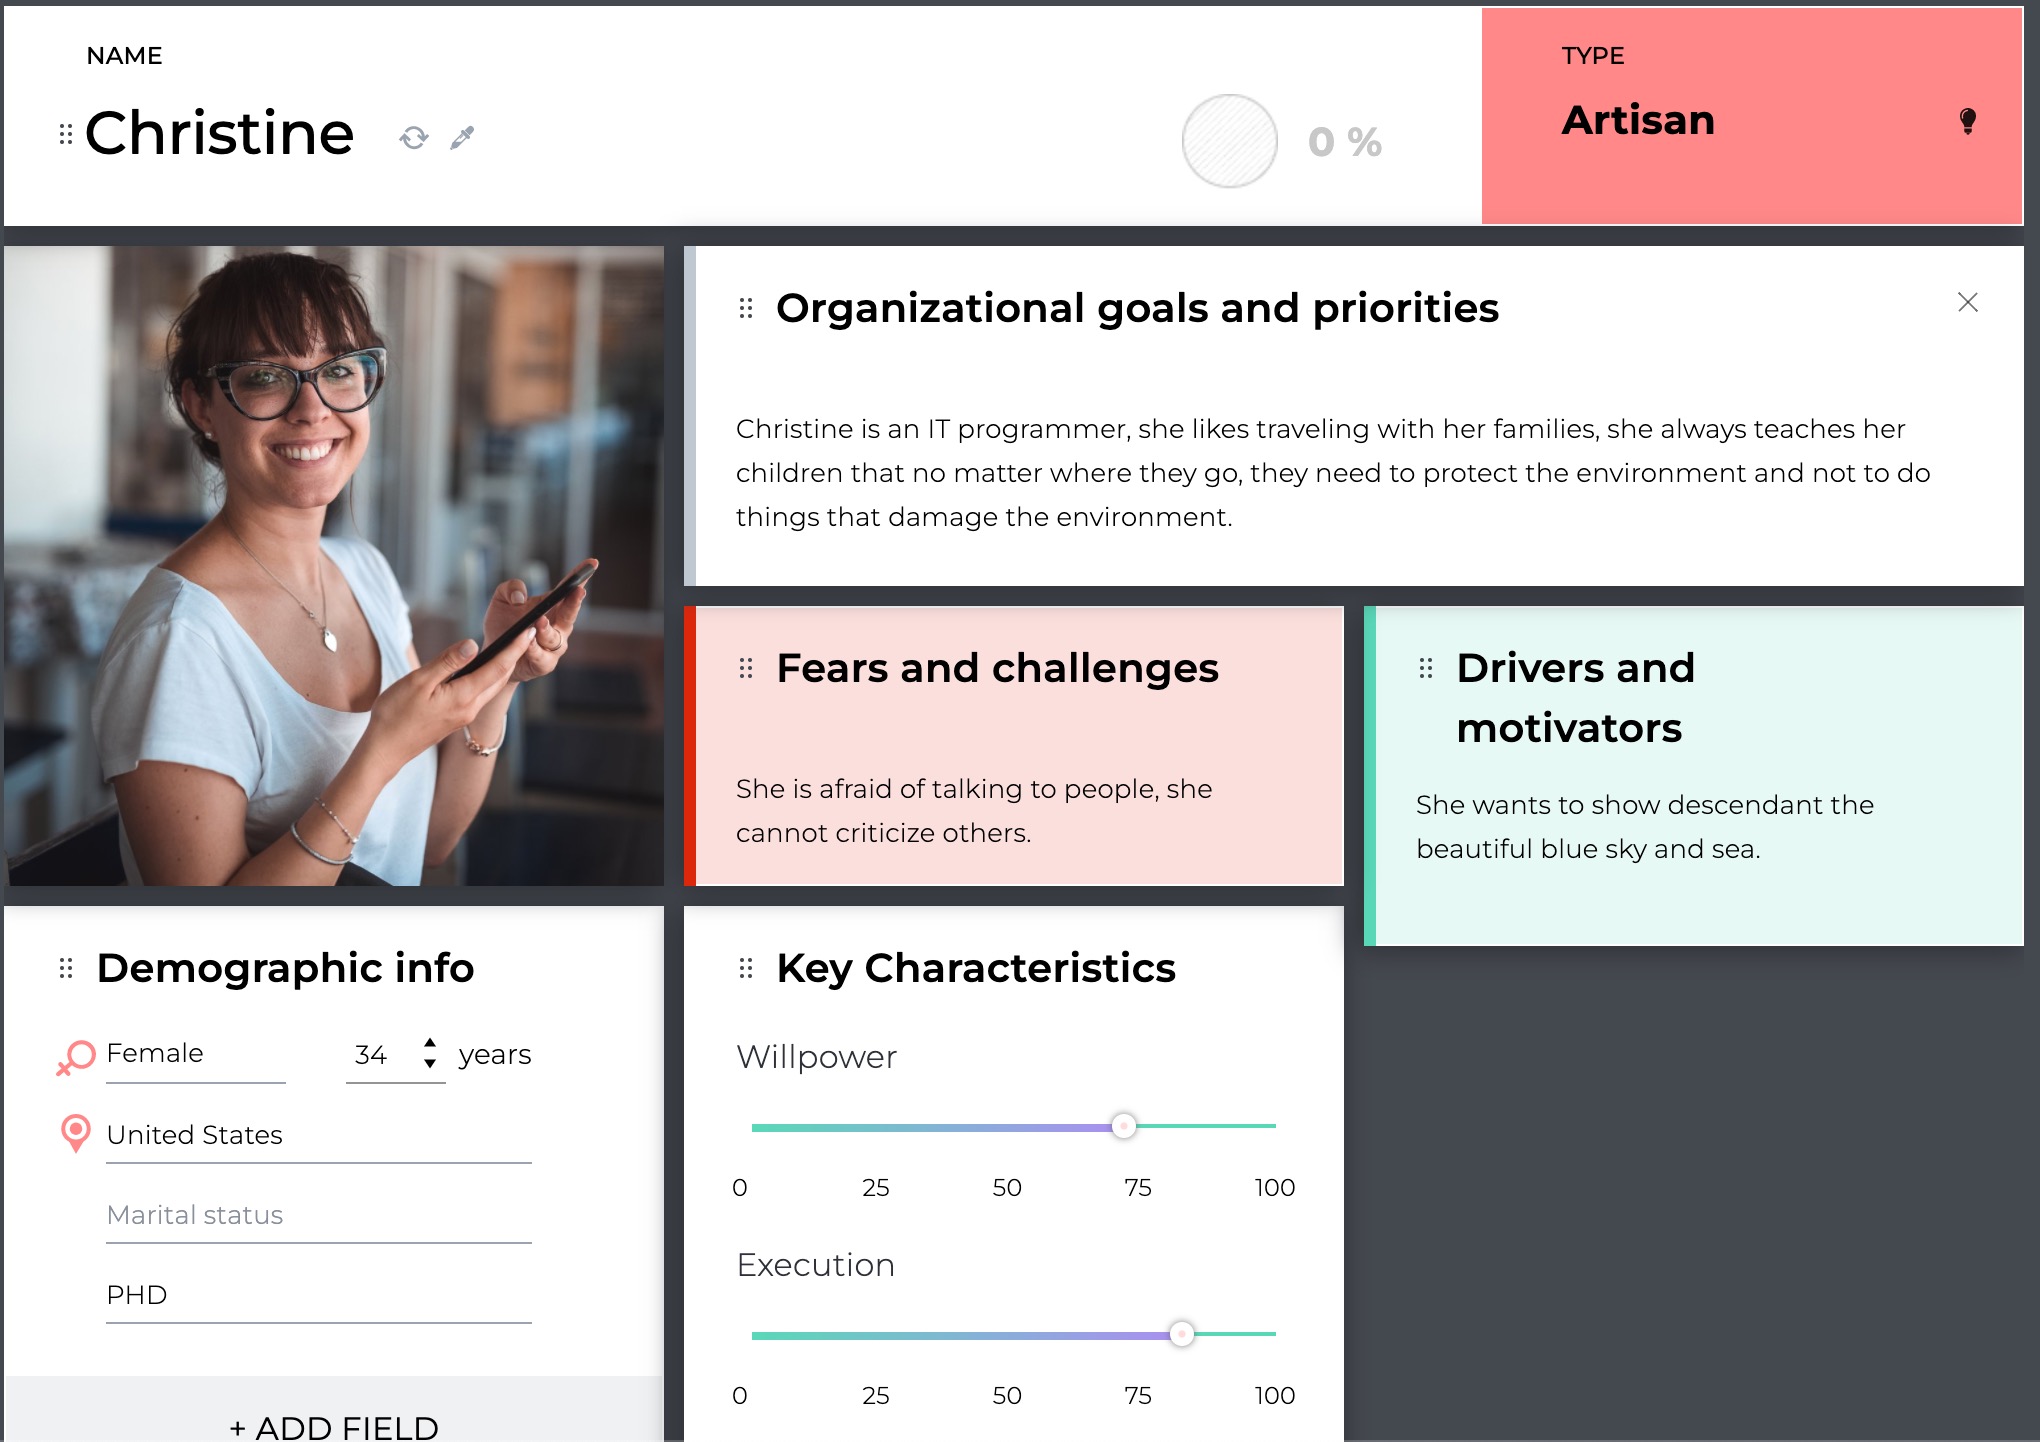 NAME
Christine
0 %
TYPE
Artisan
Organizational goals and priorities
Christine is an IT programmer, she likes traveling with her families, she always teaches her
children that no matter where they go, they need to protect the environment and not to do
things that damage the environment.
Fears and challenges
She is afraid of talking to people, she
cannot criticize others.
Drivers and
motivators
She wants to show descendant the
beautiful blue sky and sea.
Demographic info
Female
34 years
United States
Marital status
PHD
+ ADD FIELD
Key Characteristics
Willpower
0 25 50 75 100
Execution
0 25 50 75 100